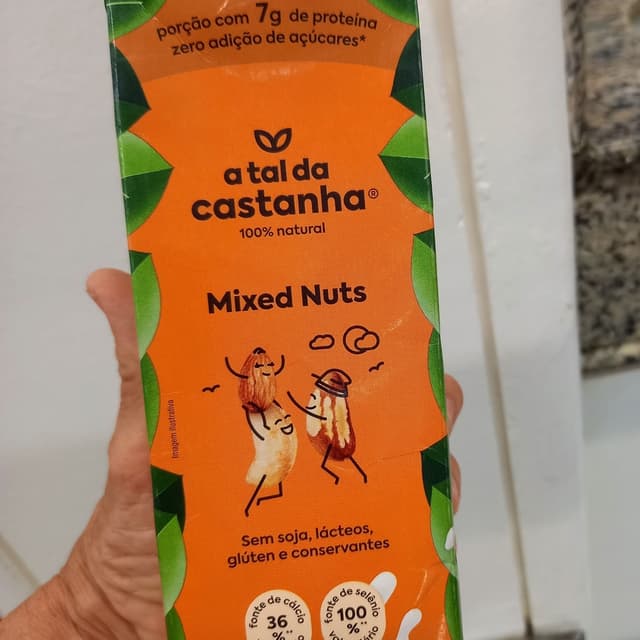 porção com 7g de proteína
zero adição de açúcares*
a tal da
castanha®
100% natural
Mixed Nuts
Imagem ilustrativa
Sem soja, lácteos,
glúten e conservantes
fonte de cálcio
36
%**
fonte de selênio
100
%**